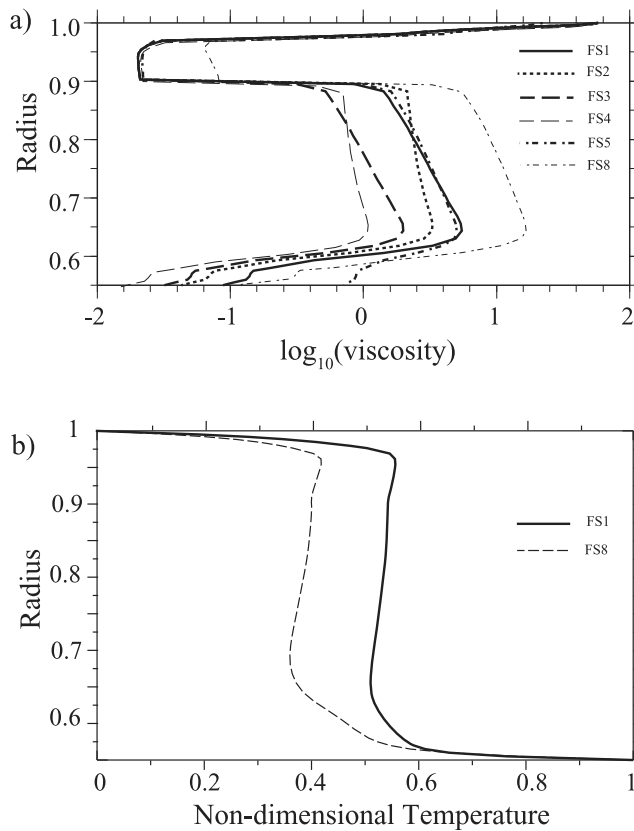 a)
1.0
0.9
0.8
0.7
0.6
Radius
-2
-1
0
1
2
log10(viscosity)
FS1
FS2
FS3
FS4
FS5
FS8
b)
1
0.9
0.8
0.7
0.6
Radius
0
0.2
0.4
0.6
0.8
1
Non-dimensional Temperature
FS1
FS8